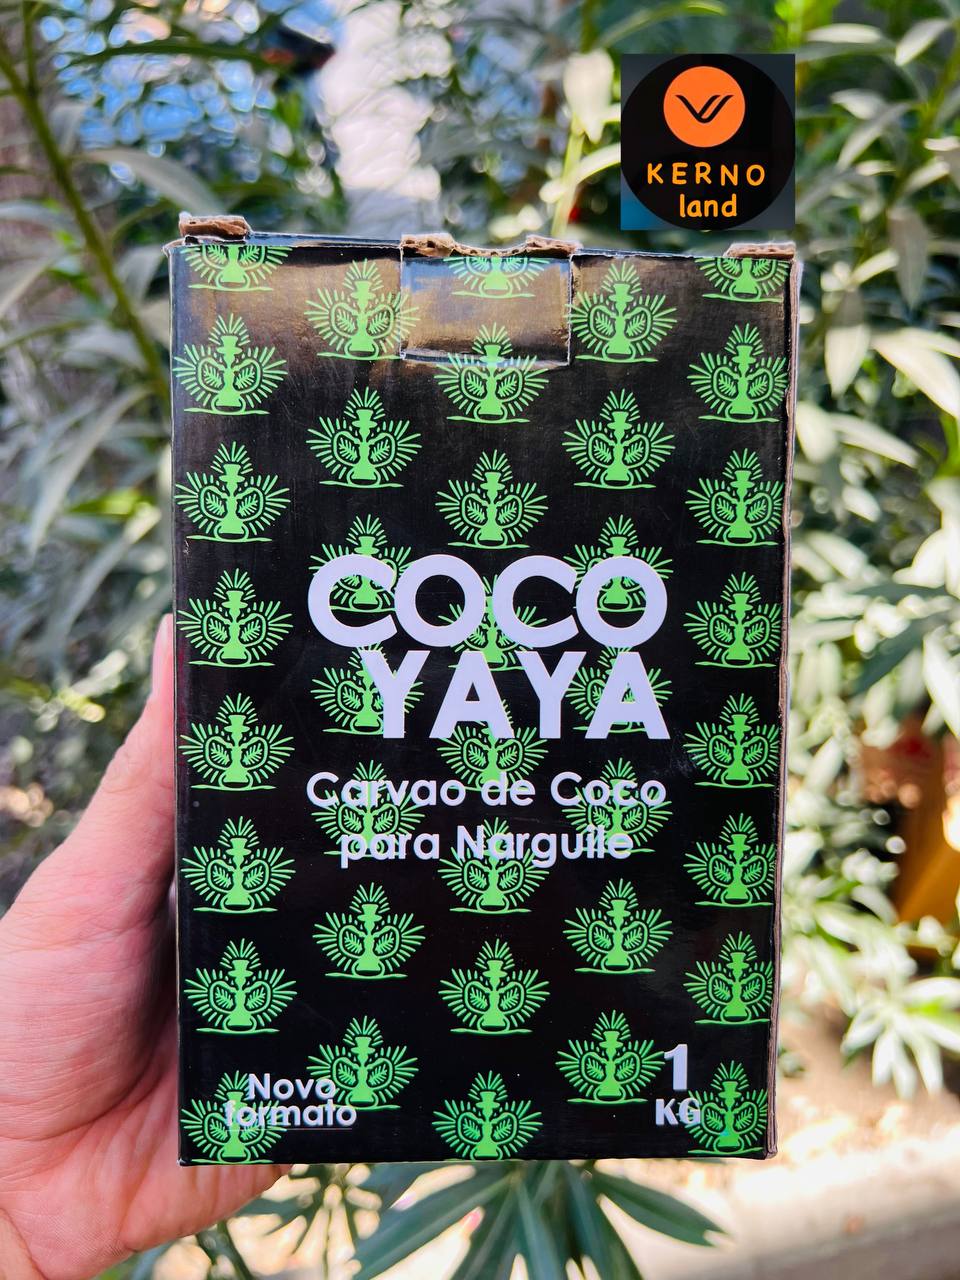 KERNO
land
COCO
YAYA
Carvao de Coco
para Narguile
Novo
formato
1
KG